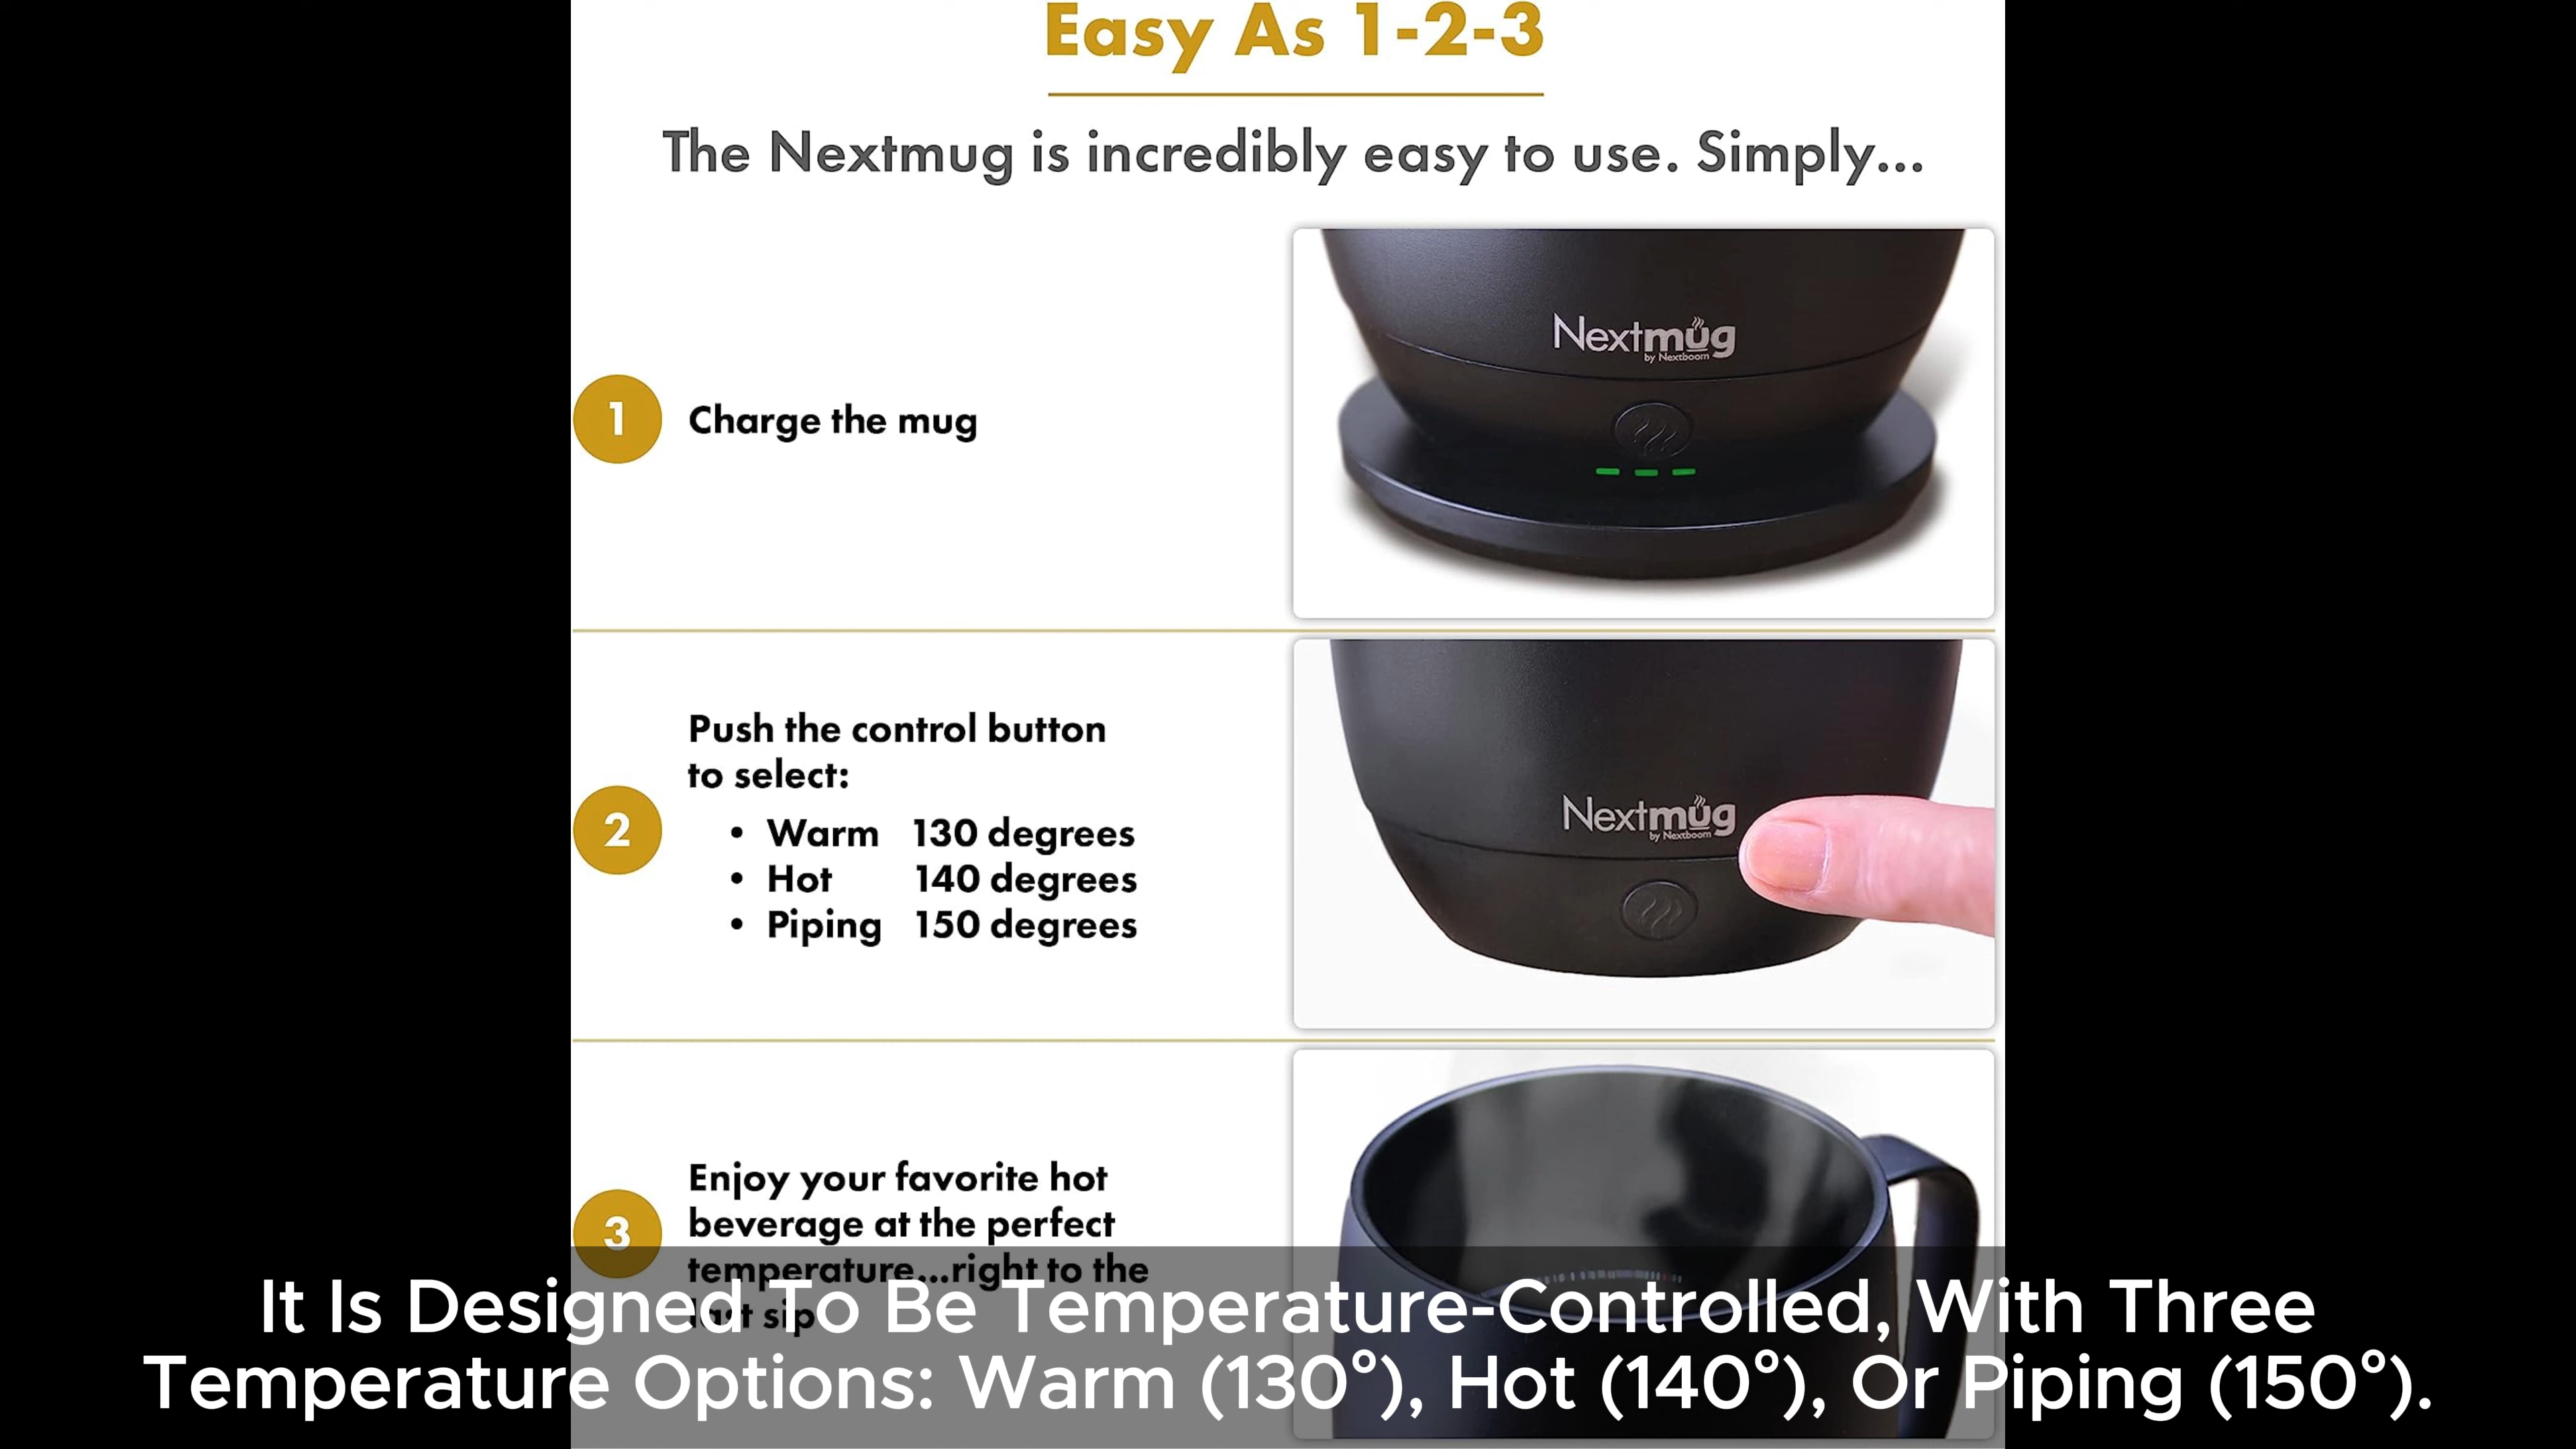 Easy As 1-2-3
The Nextmug is incredibly easy to use. Simply...
Nextmug
by Nextboom
1 Charge the mug
Push the control button
to select:
2
• Warm 130 degrees
• Hot 140 degrees
• Piping 150 degrees
Nextmug
by Nextboom
3
Enjoy your favorite hot
beverage at the perfect
temperature...right to the
last sip
It Is Designed To Be Temperature-Controlled, With Three
Temperature Options: Warm (130°), Hot (140°), Or Piping (150°).